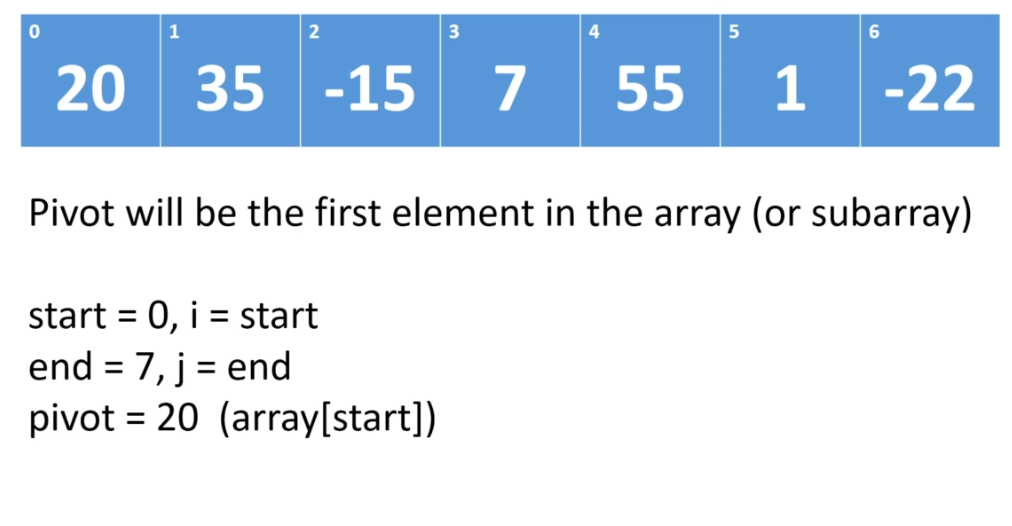 0 1 2 3 4 5 6
20 35 -15 7 55 1 -22
Pivot will be the first element in the array (or subarray)
start = 0, i = start
end = 7, j = end
pivot = 20 (array[start])